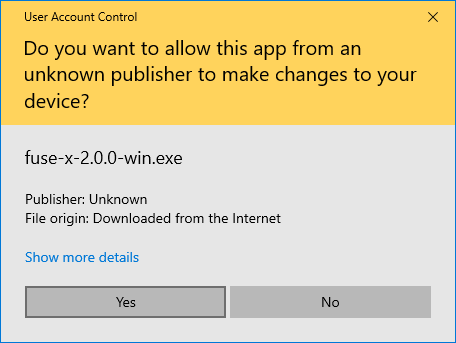 User Account Control
Do you want to allow this app from an
unknown publisher to make changes to your
device?
fuse-x-2.0.0-win.exe
Publisher: Unknown
File origin: Downloaded from the Internet
Show more details
Yes
No